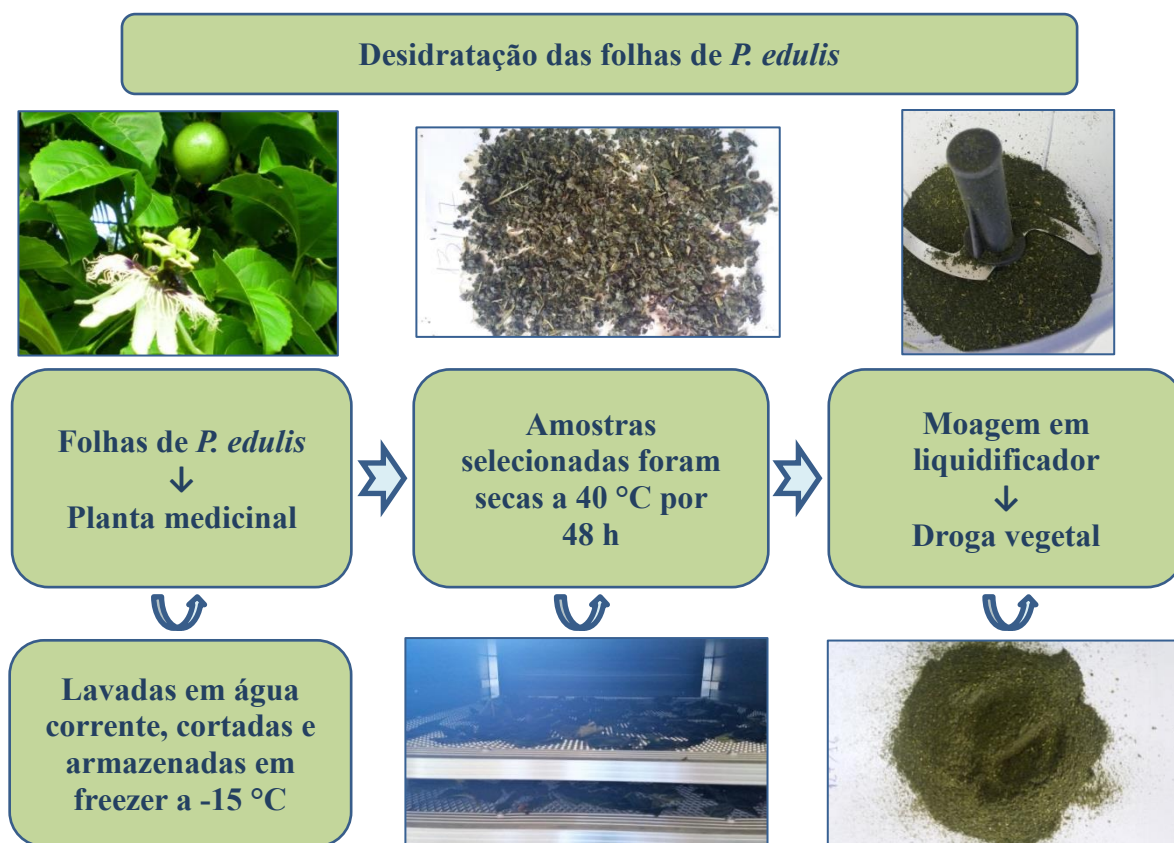 Desidratação das folhas de P. edulis
Folhas de P. edulis
↓
Planta medicinal
Amostras
selecionadas foram
secas a 40 °C por
48 h
Moagem em
liquidificador
↓
Droga vegetal
Lavadas em água
corrente, cortadas e
armazenadas em
freezer a -15 °C